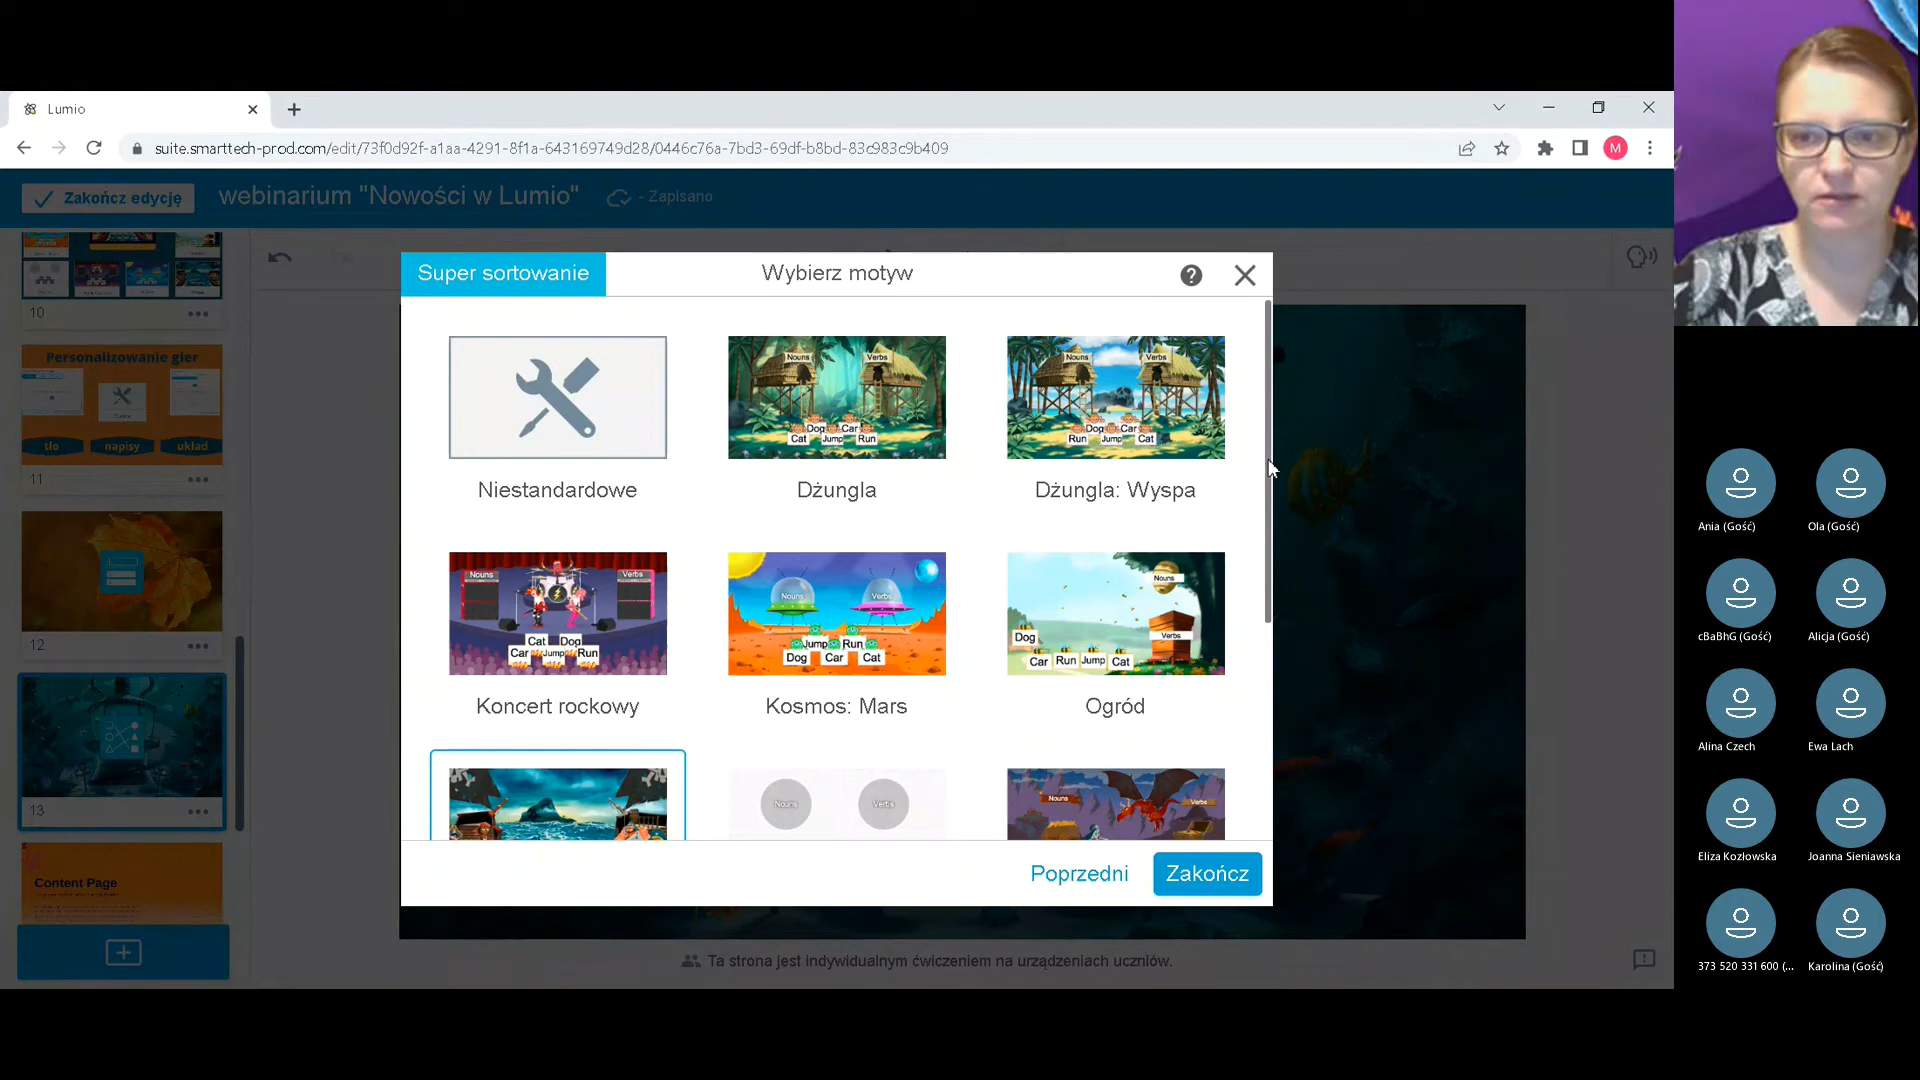 Lumio
suite.smarttech-prod.com/edit/73f0d92f-a1aa-4291-8f1a-643169749d28/0446c76a-7bd3-69df-b8bd-83c983c9b409
M
Zakończ edycję
webinarium "Nowości w Lumio"
- Zapisano
10
Personalizowanie gier
tło
napisy
układ
11
12
13
Content Page
Super sortowanie
Wybierz motyw
Nouns
Verbs
Dog
Car
Cat
Jump
Run
Nouns
Verbs
Dog
Car
Run
Jump
Cat
Niestandardowe
Dżungla
Dżungla: Wyspa
Nouns
Verbs
Cat
Dog
Car
Jump
Run
Nouns
Verbs
Jump
Run
Dog
Car
Cat
Nouns
Verbs
Dog
Car
Run
Jump
Cat
Koncert rockowy
Kosmos: Mars
Ogród
Nouns
Verbs
Nouns
Verbs
Poprzedni
Zakończ
Ta strona jest indywidualnym ćwiczeniem na urządzeniach uczniów.
Ania (Gość)
Ola (Gość)
cBaBhG (Gość)
Alicja (Gość)
Alina Czech
Ewa Lach
Eliza Kozłowska
Joanna Sieniawska
373 520 331 600 (...
Karolina (Gość)